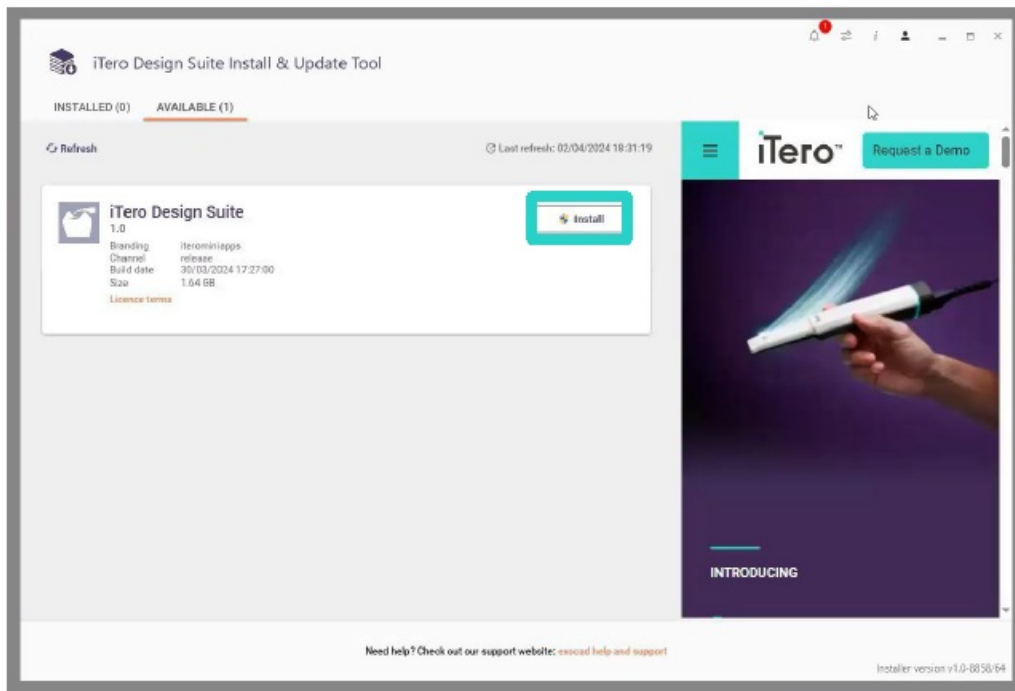 1
i
iTero Design Suite Install & Update Tool
INSTALLED (0) AVAILABLE (1)
Refresh
Last refresh: 02/04/2024 18:31:19
iTero™
Request a Demo
iTero Design Suite
1.0
Install
Branding iterominiapps
Channel release
Build date 30/03/2024 17:27:00
Size 1.64 GB
Licence terms
INTRODUCING
Need help? Check out our support website: exocad help and support
Installer version v1.0-8858/64